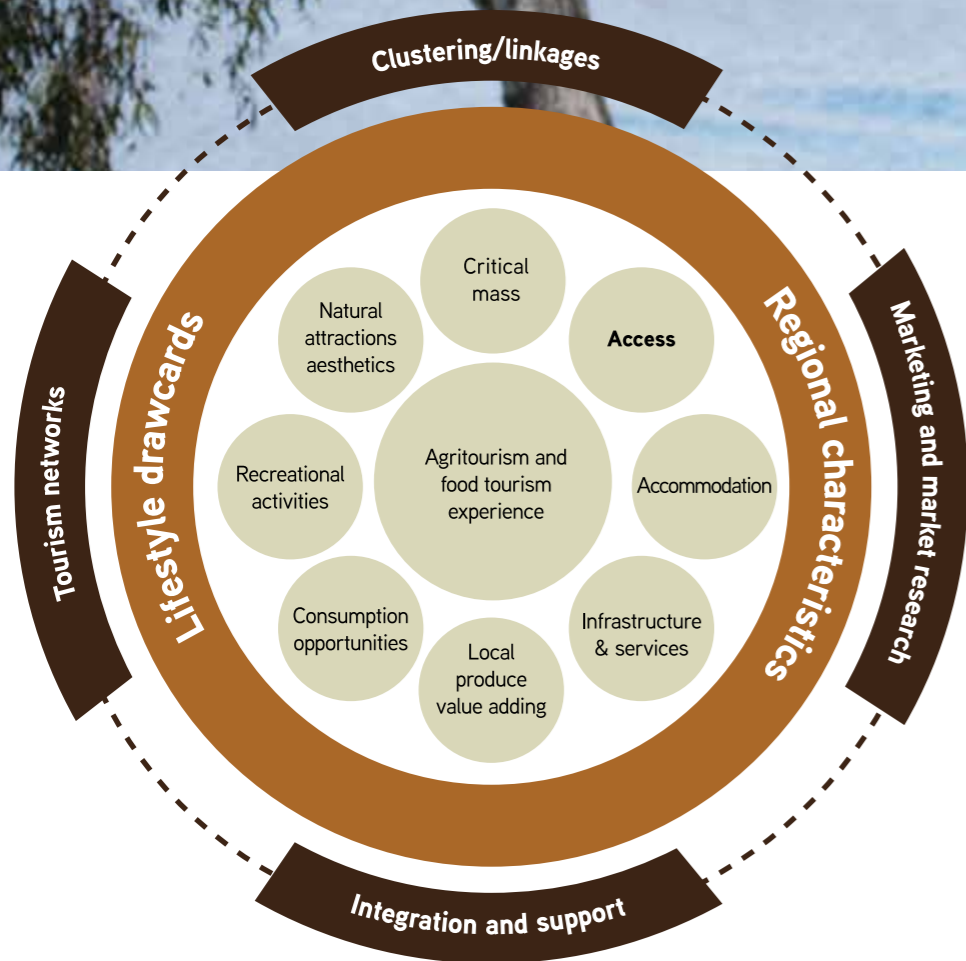 Clustering/linkages
Marketing and market research
Integration and support
Tourism networks
Lifestyle drawcards
Regional characteristics
Critical
mass
Access
Accommodation
Infrastructure
& services
Local
produce
value adding
Consumption
opportunities
Recreational
activities
Natural
attractions
aesthetics
Agritourism and
food tourism
experience